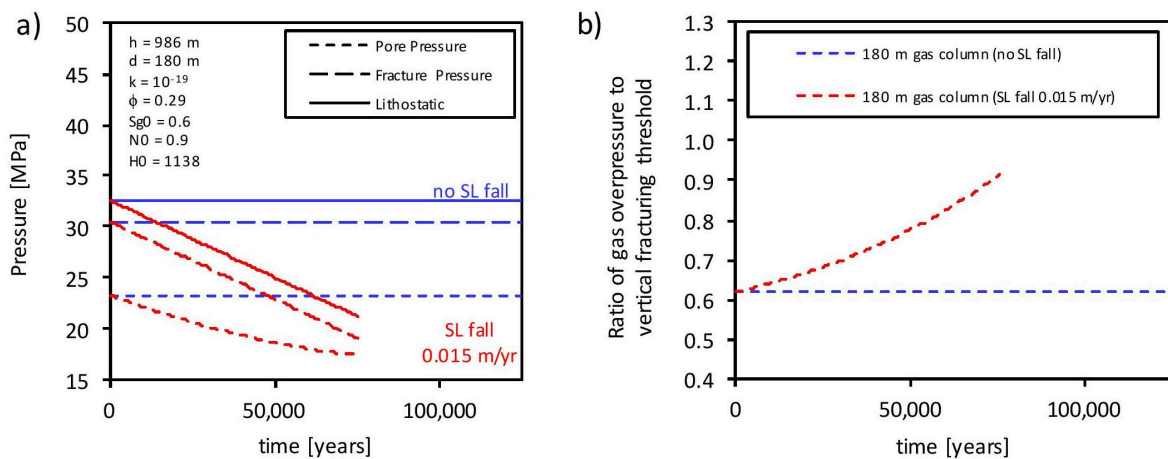 a)
50
45
40
35
30
25
20
15
Pressure [MPa]
h = 986 m
d = 180 m
k = 10⁻¹⁹
ϕ = 0.29
Sg0 = 0.6
N0 = 0.9
H0 = 1138
Pore Pressure
Fracture Pressure
Lithostatic
no SL fall
SL fall
0.015 m/yr
0
50,000
100,000
time [years]
b)
1.3
1.2
1.1
1.0
0.9
0.8
0.7
0.6
0.5
0.4
Ratio of gas overpressure to
vertical fracturing threshold
180 m gas column (no SL fall)
180 m gas column (SL fall 0.015 m/yr)
0
50,000
100,000
time [years]